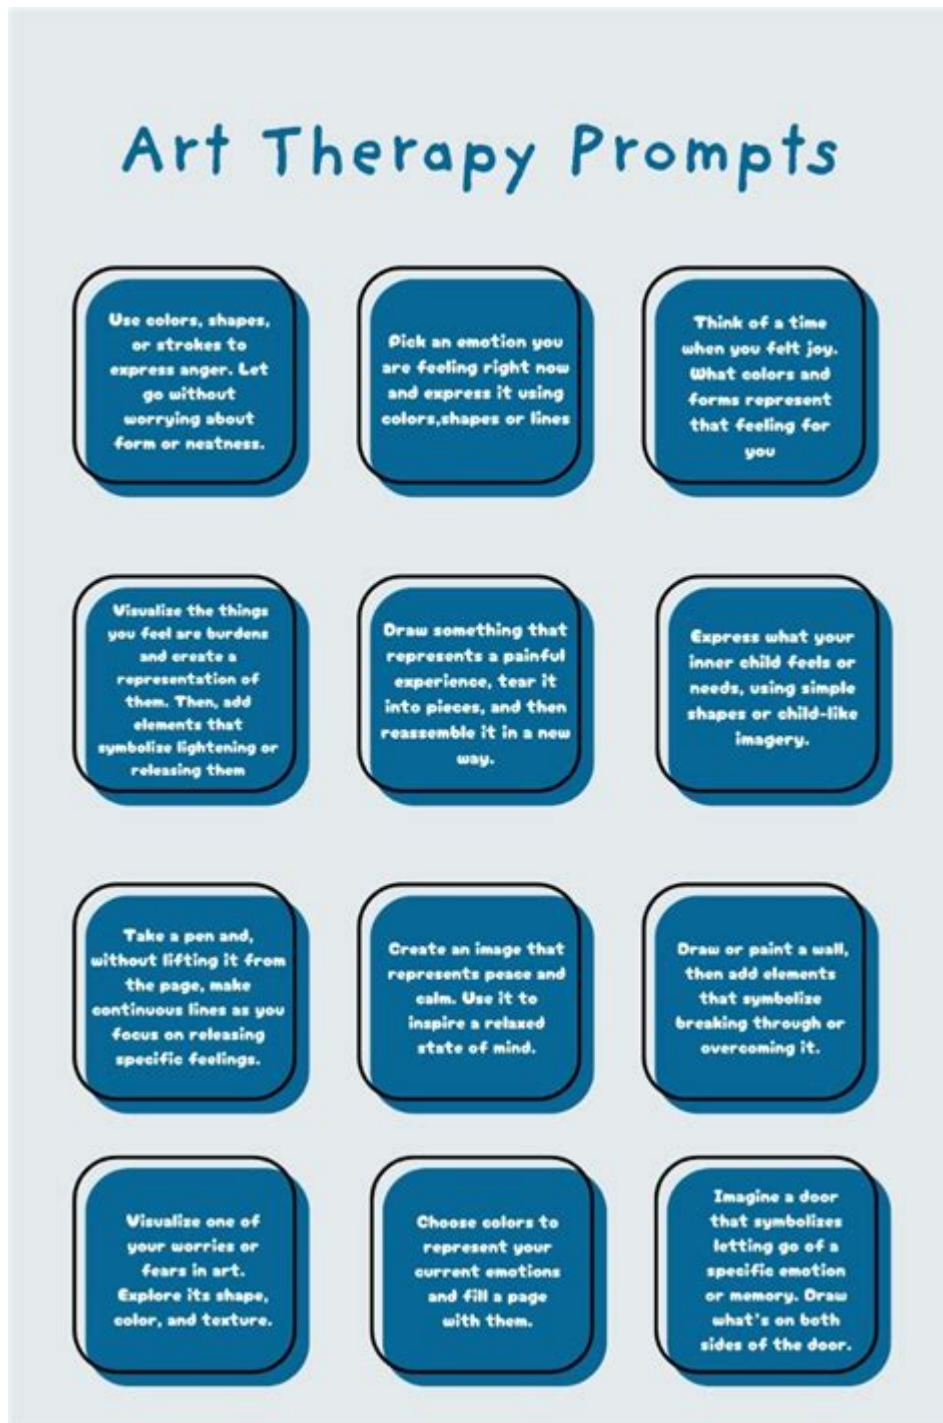 Art Therapy Prompts
Use colors, shapes,
or strokes to
express anger. Let
go without
worrying about
form or neatness.
Pick an emotion you
are feeling right now
and express it using
colors,shapes or lines
Think of a time
when you felt joy.
What colors and
forms represent
that feeling for
you
Visualize the things
you feel are burdens
and create a
representation of
them. Then, add
elements that
symbolize lightening or
releasing them
Draw something that
represents a painful
experience, tear it
into pieces, and then
reassemble it in a new
way.
Express what your
inner child feels or
needs, using simple
shapes or child-like
imagery.
Take a pen and,
without lifting it from
the page, make
continuous lines as you
focus on releasing
specific feelings.
Create an image that
represents peace and
calm. Use it to
inspire a relaxed
state of mind.
Draw or paint a wall,
then add elements
that symbolize
breaking through or
overcoming it.
Visualize one of
your worries or
fears in art.
Explore its shape,
color, and texture.
Choose colors to
represent your
current emotions
and fill a page
with them.
Imagine a door
that symbolizes
letting go of a
specific emotion
or memory. Draw
what's on both
sides of the door.